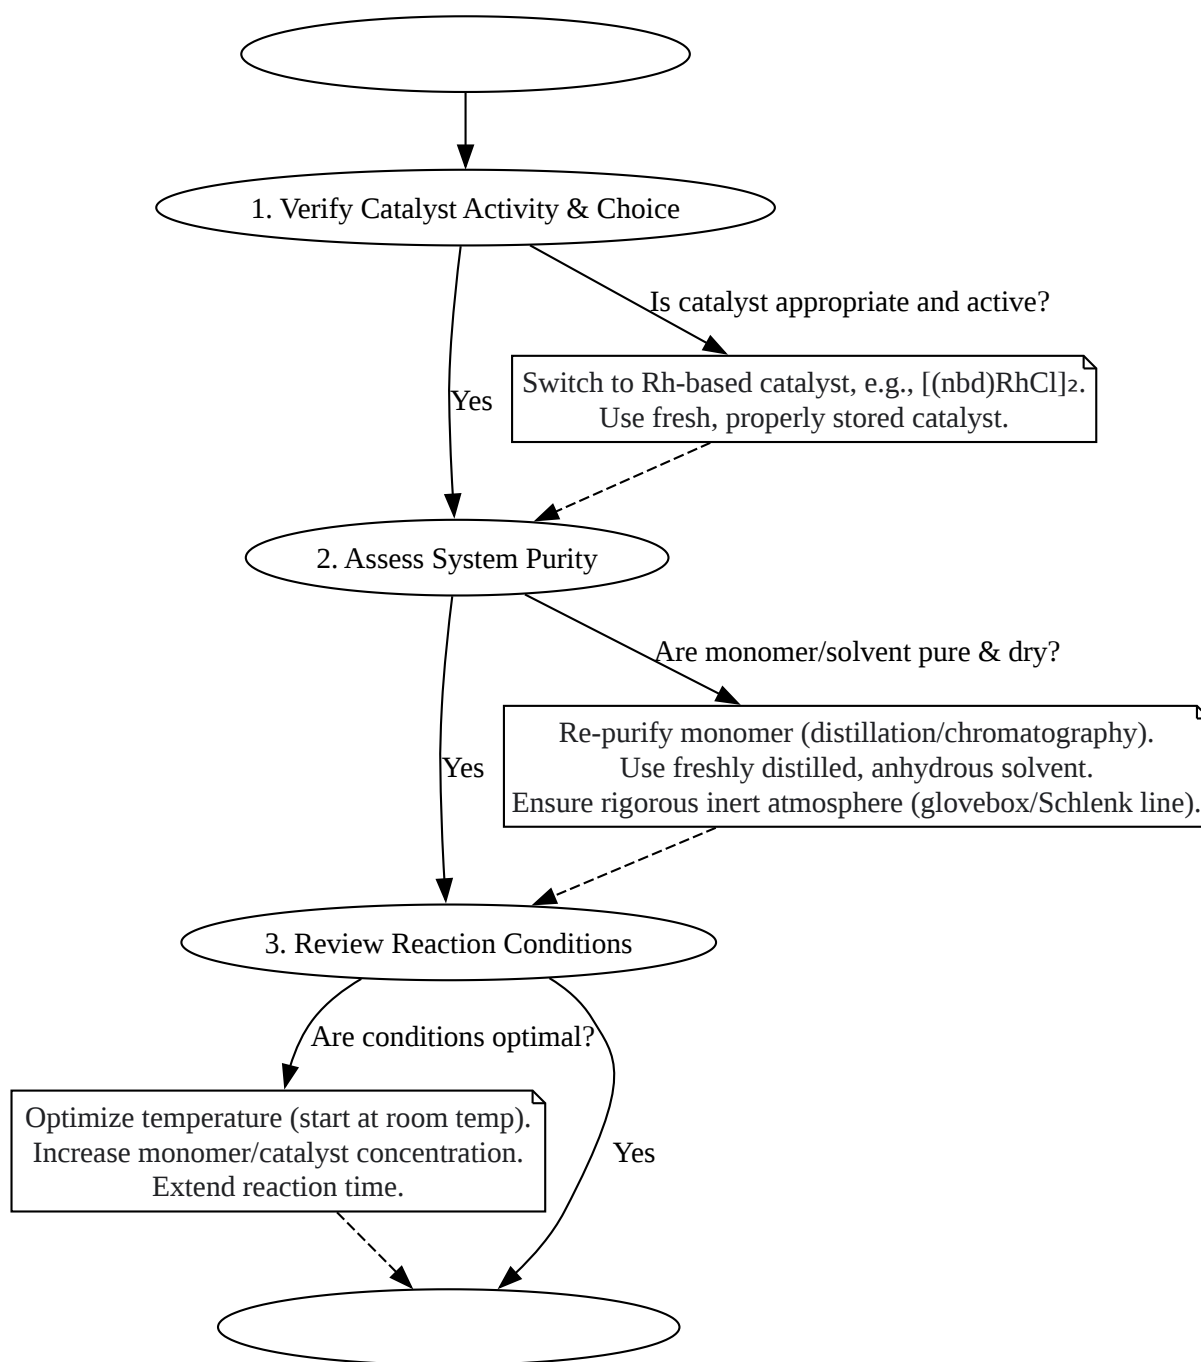 1. Verify Catalyst Activity & Choice
Is catalyst appropriate and active?
Switch to Rh-based catalyst, e.g., [(nbd)RhCl]₂.
Use fresh, properly stored catalyst.
Yes
2. Assess System Purity
Are monomer/solvent pure & dry?
Re-purify monomer (distillation/chromatography).
Use freshly distilled, anhydrous solvent.
Ensure rigorous inert atmosphere (glovebox/Schlenk line).
Yes
3. Review Reaction Conditions
Are conditions optimal?
Optimize temperature (start at room temp).
Increase monomer/catalyst concentration.
Extend reaction time.
Yes